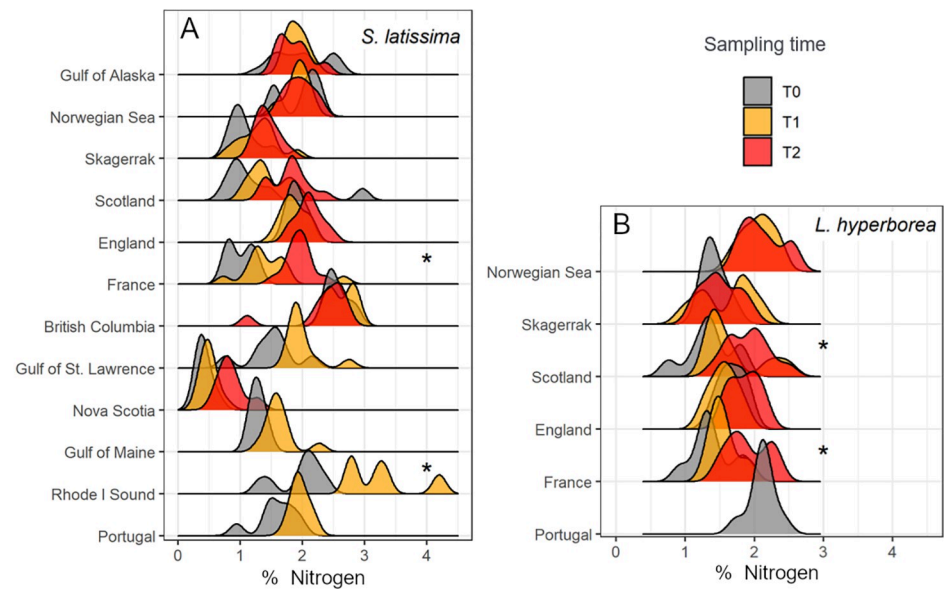 A
S. latissima
Gulf of Alaska
Norwegian Sea
Skagerrak
Scotland
England
France
*
British Columbia
Gulf of St. Lawrence
Nova Scotia
Gulf of Maine
*
Rhode I Sound
Portugal
0 1 2 3 4
% Nitrogen
Sampling time
T0
T1
T2
B
L. hyperborea
Norwegian Sea
Skagerrak
*
Scotland
England
*
France
Portugal
0 1 2 3 4
% Nitrogen